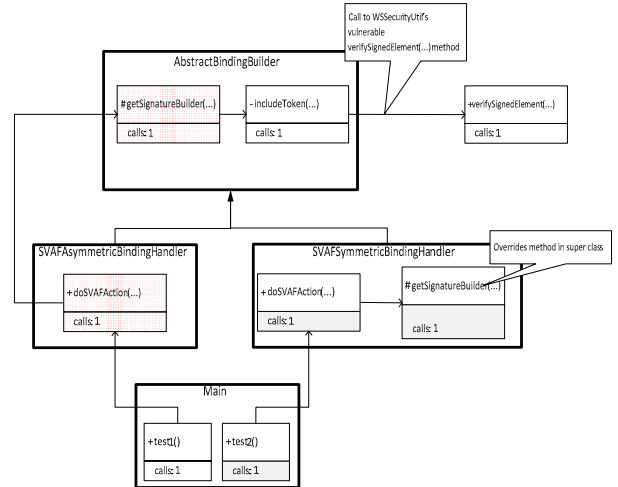 Call to WSSecurityUtil's
vulnerable
verifySignedElement(...)method
AbstractBindingBuilder
#getSignatureBuilder(...)
calls: 1
-includeToken(...)
calls: 1
+verifySignedElement(...)
calls: 1
SVAFAsymmetricBindingHandler
+doSVAFAction(...)
calls: 1
SVAFSymmetricBindingHandler
+doSVAFAction(...)
calls: 1
#getSignatureBuilder(...)
calls: 1
Overrides method in super class
Main
+test1()
calls: 1
+test2()
calls: 1